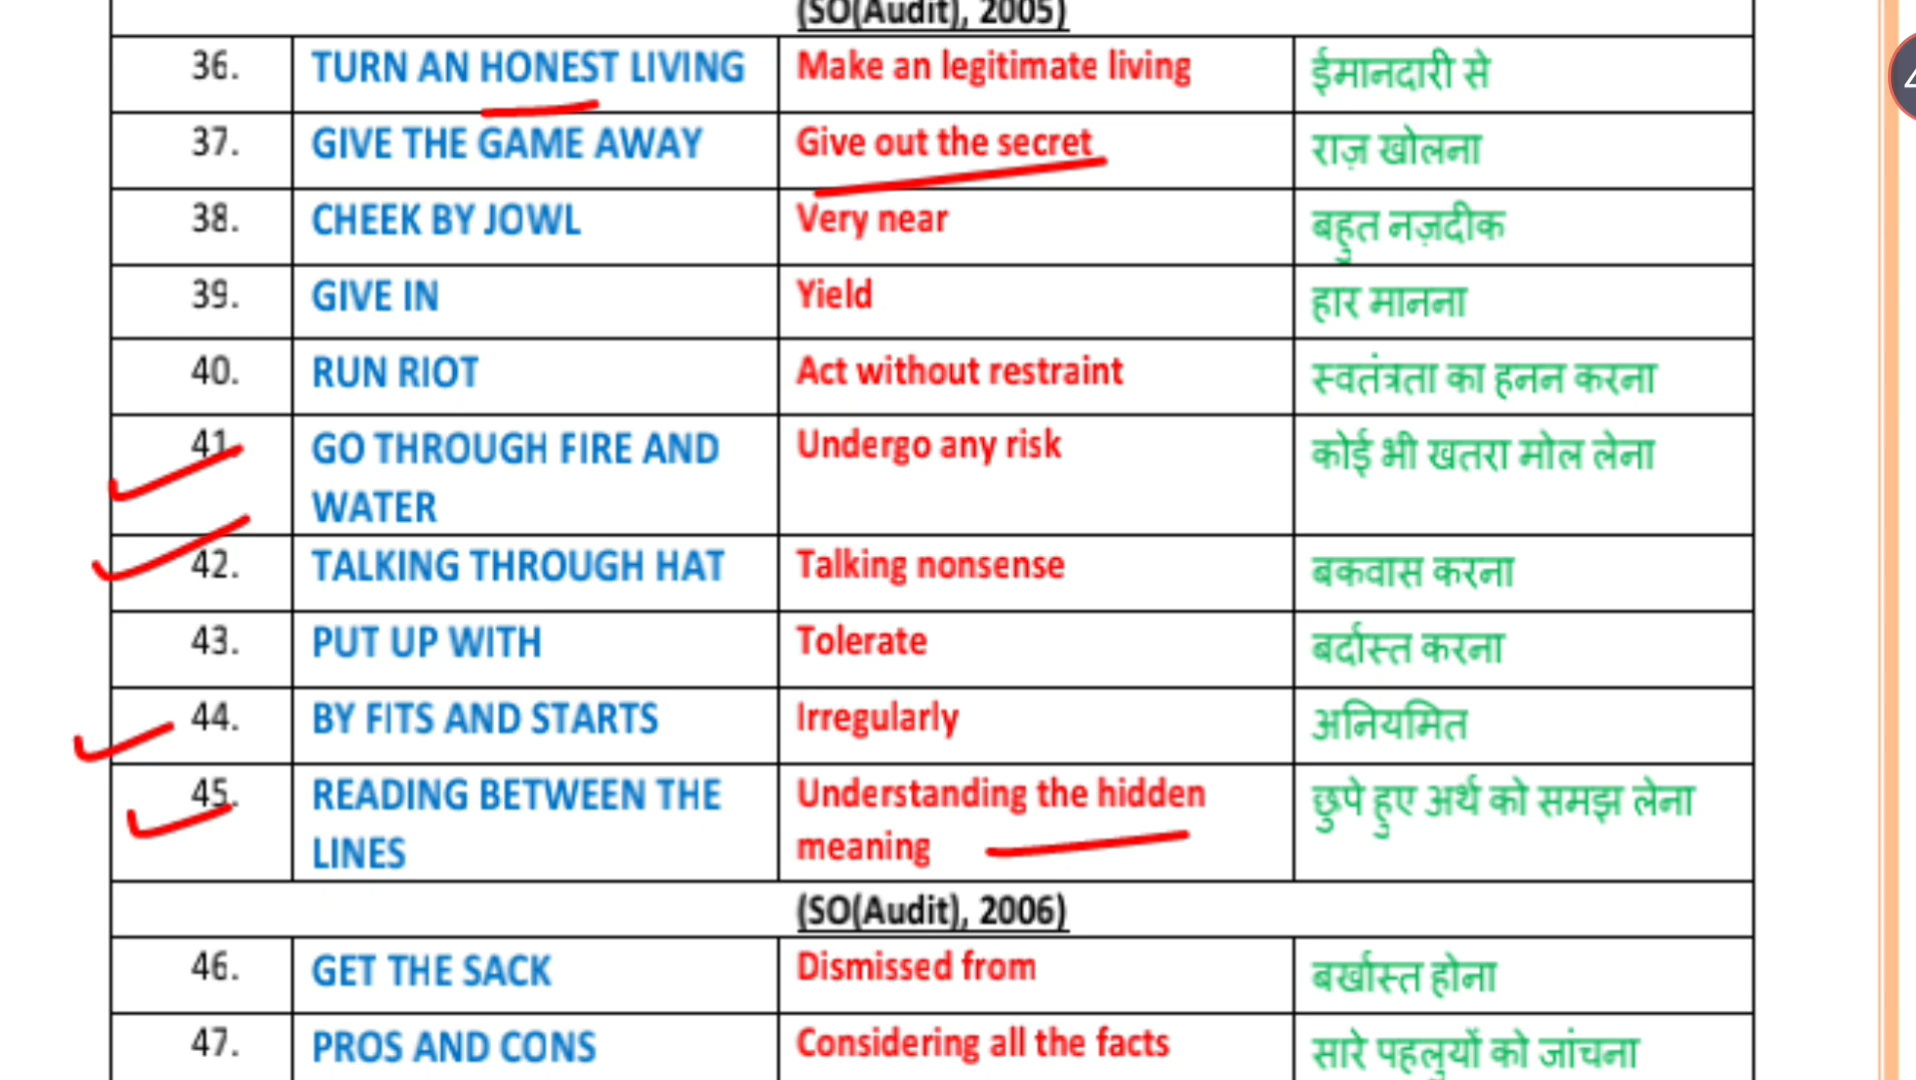 (SO(Audit), 2005)
36. TURN AN HONEST LIVING Make an legitimate living ईमानदारी से
37. GIVE THE GAME AWAY Give out the secret राज़ खोलना
38. CHEEK BY JOWL Very near बहुत नज़दीक
39. GIVE IN Yield हार मानना
40. RUN RIOT Act without restraint स्वतंत्रता का हनन करना
41. GO THROUGH FIRE AND Undergo any risk कोई भी खतरा मोल लेना
WATER
42. TALKING THROUGH HAT Talking nonsense बकवास करना
43. PUT UP WITH Tolerate बर्दास्त करना
44. BY FITS AND STARTS Irregularly अनियमित
45. READING BETWEEN THE Understanding the hidden छुपे हुए अर्थ को समझ लेना
LINES meaning
(SO(Audit), 2006)
46. GET THE SACK Dismissed from बर्खास्त होना
47. PROS AND CONS Considering all the facts सारे पहलुयों को जांचना